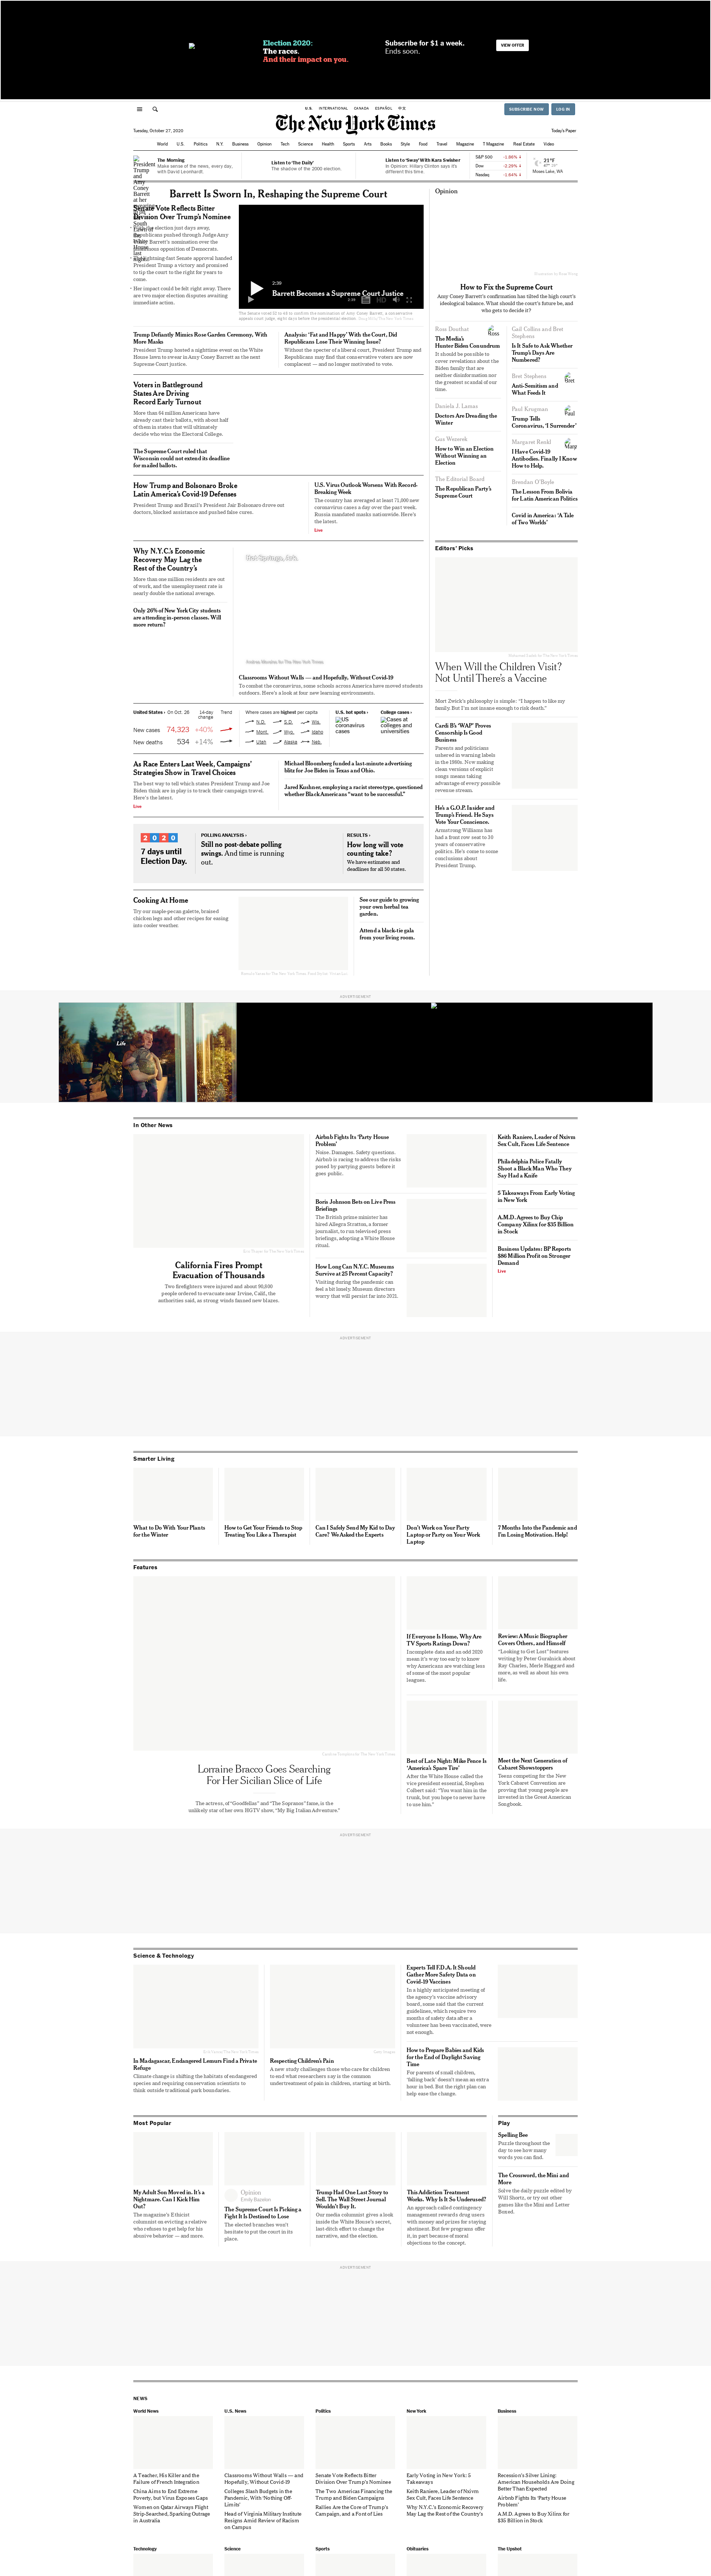 Election 2020:
The races.
And their impact on you.
Subscribe for $1 a week.
Ends soon.
VIEW OFFER
U.S. INTERNATIONAL CANADA ESPAÑOL 中文
SUBSCRIBE NOW LOG IN
The New York Times
Tuesday, October 27, 2020
Today's Paper
World U.S. Politics N.Y. Business Opinion Tech Science Health Sports Arts Books Style Food Travel Magazine T Magazine Real Estate Video
The Morning
Make sense of the news, every day, with David Leonhardt.
Listen to 'The Daily'
The shadow of the 2000 election.
Listen to 'Sway' With Kara Swisher
In Opinion: Hillary Clinton says it's different this time.
S&P 500 -1.86%
Dow -2.29%
Nasdaq -1.64%
21°F
Moses Lake, WA
Barrett Is Sworn In, Reshaping the Supreme Court
Senate Vote Reflects Bitter
Division Over Trump's Nominee
2:39
Barrett Becomes a Supreme Court Justice
Her impact could be felt right away. There
are two major election disputes awaiting
immediate action.
Trump Defiantly Mimics Rose Garden Ceremony, With
More Masks
President Trump hosted a nighttime event on the White
House lawn to swear in Amy Coney Barrett as the next
Supreme Court justice.
Analysis: 'Fat and Happy' With the Court, Did
Republicans Lose Their Winning Issue?
Without the specter of a liberal court, President Trump and
Republicans may find that conservative voters are now
complacent — and no longer motivated to vote.
Voters in Battleground
States Are Driving
Record Early Turnout
More than 64 million Americans have
already cast their ballots, with about half
of them in states that will ultimately
decide who wins the Electoral College.
The Supreme Court ruled that
Wisconsin could not extend its deadline
for mailed ballots.
How Trump and Bolsonaro Broke
Latin America's Covid-19 Defenses
President Trump and Brazil's President Jair Bolsonaro drove out
doctors, blocked assistance and pushed false cures.
U.S. Virus Outlook Worsens With Record-
Breaking Week
The country has averaged at least 71,000 new
coronavirus cases a day over the past week.
Russia mandated masks nationwide. Here's
the latest.
Live
Why N.Y.C.'s Economic
Recovery May Lag the
Rest of the Country's
More than one million residents are out
of work, and the unemployment rate is
nearly double the national average.
Only 26% of New York City students
are attending in-person classes. Will
more return?
Hot Springs, Ark.
Andrea Morales for The New York Times
Classrooms Without Walls — and Hopefully, Without Covid-19
To combat the coronavirus, some schools across America have moved students
outdoors. Here's a look at four new learning environments.
United States › On Oct. 26 14-day change Trend
New cases 74,323 +40%
New deaths 534 +14%
Where cases are highest per capita
N.D. S.D. Wis.
Mont. Wyo. Idaho
Utah Alaska Neb.
U.S. hot spots ›
US coronavirus cases
College cases ›
Cases at colleges and universities
As Race Enters Last Week, Campaigns'
Strategies Show in Travel Choices
The best way to tell which states President Trump and Joe
Biden think are in play is to track their campaign travel.
Here's the latest.
Live
Michael Bloomberg funded a last-minute advertising
blitz for Joe Biden in Texas and Ohio.
Jared Kushner, employing a racist stereotype, questioned
whether Black Americans "want to be successful."
2020
7 days until
Election Day.
POLLING ANALYSIS ›
Still no post-debate polling
swings. And time is running
out.
RESULTS ›
How long will vote
counting take?
We have estimates and
deadlines for all 50 states.
Cooking At Home
Try our maple-pecan galette, braised
chicken legs and other recipes for easing
into cooler weather.
See our guide to growing
your own herbal tea
garden.
Attend a black-tie gala
from your living room.
Opinion
How to Fix the Supreme Court
Amy Coney Barrett's confirmation has tilted the high court's
ideological balance. What should the court's future be, and
who gets to decide it?
Ross Douthat
The Media's
Hunter Biden Conundrum
It should be possible to
cover revelations about the
Biden family that are
neither disinformation nor
the greatest scandal of our
time.
Daniela J. Lamas
Doctors Are Dreading the
Winter
Gus Wezerek
How to Win an Election
Without Winning an
Election
The Editorial Board
The Republican Party's
Supreme Court
Gail Collins and Bret
Stephens
Is It Safe to Ask Whether
Trump's Days Are
Numbered?
Bret Stephens
Anti-Semitism and
What Feeds It
Paul Krugman
Trump Tells
Coronavirus, 'I Surrender'
Margaret Renkl
I Have Covid-19
Antibodies. Finally I Know
How to Help.
Brendan O'Boyle
The Lesson From Bolivia
for Latin American Politics
Covid in America: 'A Tale
of Two Worlds'
Editors' Picks
When Will the Children Visit?
Not Until There's a Vaccine
Mort Zwick's philosophy is simple: "I happen to like my
family. But I'm not insane enough to risk death."
Cardi B's 'WAP' Proves
Censorship Is Good
Business
Parents and politicians
ushered in warning labels
in the 1980s. Now making
clean versions of explicit
songs means taking
advantage of every possible
revenue stream.
He's a G.O.P. Insider and
Trump's Friend. He Says
Vote Your Conscience.
Armstrong Williams has
had a front row seat to 30
years of conservative
politics. He's come to some
conclusions about
President Trump.
ADVERTISEMENT
Life
In Other News
California Fires Prompt
Evacuation of Thousands
Two firefighters were injured and about 90,800
people ordered to evacuate near Irvine, Calif., the
authorities said, as strong winds fanned new blazes.
Airbnb Fights Its 'Party House
Problem'
Noise. Damages. Safety questions.
Airbnb is racing to address the risks
posed by partying guests before it
goes public.
Boris Johnson Bets on Live Press
Briefings
The British prime minister has
hired Allegra Stratton, a former
journalist, to run televised press
briefings, adopting a White House
ritual.
How Long Can N.Y.C. Museums
Survive at 25 Percent Capacity?
Visiting during the pandemic can
feel a bit lonely. Museum directors
worry that will persist far into 2021.
Keith Raniere, Leader of Nxivm
Sex Cult, Faces Life Sentence
Philadelphia Police Fatally
Shoot a Black Man Who They
Say Had a Knife
5 Takeaways From Early Voting
in New York
A.M.D. Agrees to Buy Chip
Company Xilinx for $35 Billion
in Stock
Business Updates: BP Reports
$86 Million Profit on Stronger
Demand
Live
ADVERTISEMENT
Smarter Living
What to Do With Your Plants
for the Winter
How to Get Your Friends to Stop
Treating You Like a Therapist
Can I Safely Send My Kid to Day
Care? We Asked the Experts
Don't Work on Your Party
Laptop or Party on Your Work
Laptop
7 Months Into the Pandemic and
I'm Losing Motivation. Help!
Features
Lorraine Bracco Goes Searching
For Her Sicilian Slice of Life
The actress, of "Goodfellas" and "The Sopranos" fame, is the
unlikely star of her own HGTV show, "My Big Italian Adventure."
If Everyone Is Home, Why Are
TV Sports Ratings Down?
Incomplete data and an odd 2020
mean it's way too early to know
why Americans are watching less
of some of the most popular
leagues.
Review: A Music Biographer
Covers Others, and Himself
"Looking to Get Lost" features
writing by Peter Guralnick about
Ray Charles, Merle Haggard and
more, as well as about his own
life.
Best of Late Night: Mike Pence Is
'America's Spare Tire'
After the White House called the
vice president essential, Stephen
Colbert said: "You want him in the
trunk, but you hope to never have
to use him."
Meet the Next Generation of
Cabaret Showstoppers
Teens competing for the New
York Cabaret Convention are
proving that young people are
invested in the Great American
Songbook.
ADVERTISEMENT
Science & Technology
In Madagascar, Endangered Lemurs Find a Private
Refuge
Climate change is shifting the habitats of endangered
species and requiring conservation scientists to
think outside traditional park boundaries.
Respecting Children's Pain
A new study challenges those who care for children
to end what researchers say is the common
undertreatment of pain in children, starting at birth.
Experts Tell F.D.A. It Should
Gather More Safety Data on
Covid-19 Vaccines
In a highly anticipated meeting of
the agency's vaccine advisory
board, some said that the current
guidelines, which require two
months of safety data after a
volunteer has been vaccinated, were
not enough.
How to Prepare Babies and Kids
for the End of Daylight Saving
Time
For parents of small children,
'falling back' doesn't mean an extra
hour in bed. But the right plan can
help ease the change.
Most Popular
My Adult Son Moved in. It's a
Nightmare. Can I Kick Him
Out?
The magazine's Ethicist
columnist on evicting a relative
who refuses to get help for his
abusive behavior — and more.
Opinion
Emily Bazelon
The Supreme Court Is Picking a
Fight It Is Destined to Lose
The elected branches won't
hesitate to put the court in its
place.
Trump Had One Last Story to
Sell. The Wall Street Journal
Wouldn't Buy It.
Our media columnist gives a look
inside the White House's secret,
last-ditch effort to change the
narrative, and the election.
This Addiction Treatment
Works. Why Is It So Underused?
An approach called contingency
management rewards drug users
with money and prizes for staying
abstinent. But few programs offer
it, in part because of moral
objections to the concept.
Play
Spelling Bee
Puzzle throughout the
day to see how many
words you can find.
The Crossword, the Mini and
More
Solve the daily puzzle edited by
Will Shortz, or try out other
games like the Mini and Letter
Boxed.
ADVERTISEMENT
NEWS
World News
A Teacher, His Killer and the
Failure of French Integration
China Aims to End Extreme
Poverty, but Virus Exposes Gaps
Women on Qatar Airways Flight
Strip-Searched, Sparking Outrage
in Australia
U.S. News
Classrooms Without Walls — and
Hopefully, Without Covid-19
Colleges Slash Budgets in the
Pandemic, With 'Nothing Off-
Limits'
Head of Virginia Military Institute
Resigns Amid Review of Racism
on Campus
Politics
Senate Vote Reflects Bitter
Division Over Trump's Nominee
The Two Americas Financing the
Trump and Biden Campaigns
Rallies Are the Core of Trump's
Campaign, and a Font of Lies
New York
Early Voting in New York: 5
Takeaways
Keith Raniere, Leader of Nxivm
Sex Cult, Faces Life Sentence
Why N.Y.C.'s Economic Recovery
May Lag the Rest of the Country's
Business
Recession's Silver Lining:
American Households Are Doing
Better Than Expected
Airbnb Fights Its 'Party House
Problem'
A.M.D. Agrees to Buy Xilinx for
$35 Billion in Stock
Technology
Science
Sports
Obituaries
The Upshot